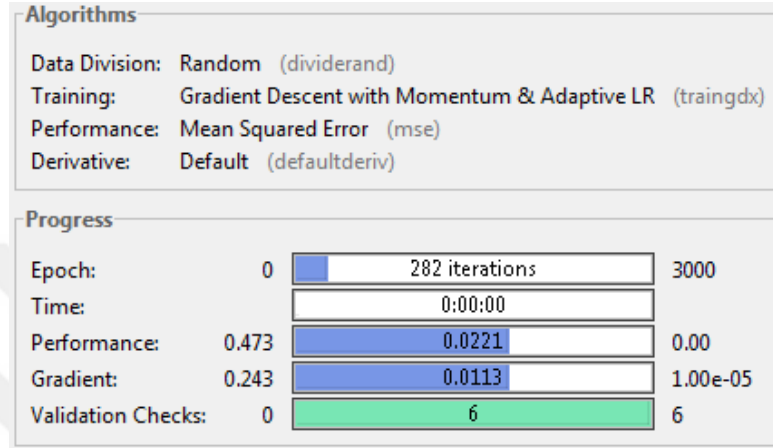 Algorithms
Data Division: Random (dividerand)
Training: Gradient Descent with Momentum & Adaptive LR (traingdx)
Performance: Mean Squared Error (mse)
Derivative: Default (defaultderiv)
Progress
Epoch: 0 282 iterations 3000
Time: 0:00:00
Performance: 0.473 0.0221 0.00
Gradient: 0.243 0.0113 1.00e-05
Validation Checks: 0 6 6